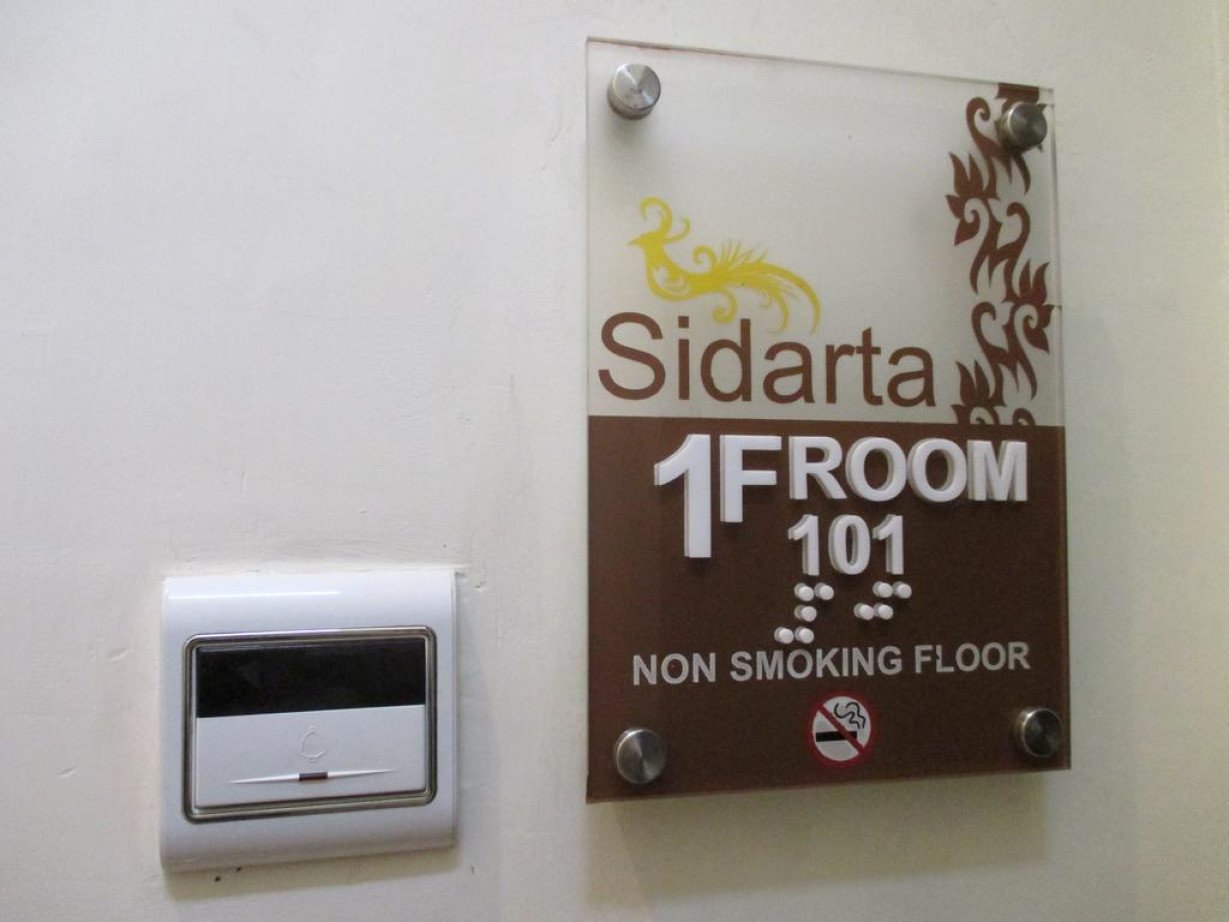 Sidarta
1F ROOM
101
NON SMOKING FLOOR